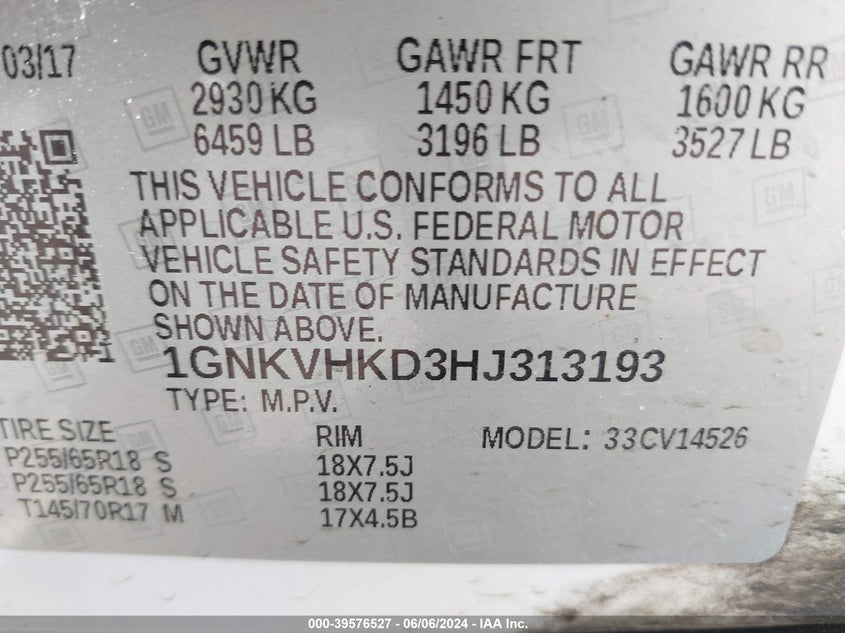 03/17 GVWR GAWR FRT GAWR RR
2930 KG 1450 KG 1600 KG
6459 LB 3196 LB 3527 LB
THIS VEHICLE CONFORMS TO ALL
APPLICABLE U.S. FEDERAL MOTOR
VEHICLE SAFETY STANDARDS IN EFFECT
ON THE DATE OF MANUFACTURE
SHOWN ABOVE.
1GNKVHKD3HJ313193
TYPE: M.P.V.
TIRE SIZE RIM MODEL: 33CV14526
P255/65R18 S 18X7.5J
P255/65R18 S 18X7.5J
T145/70R17 M 17X4.5B
000-39576527 / 06/06/2024 - IAA Inc.